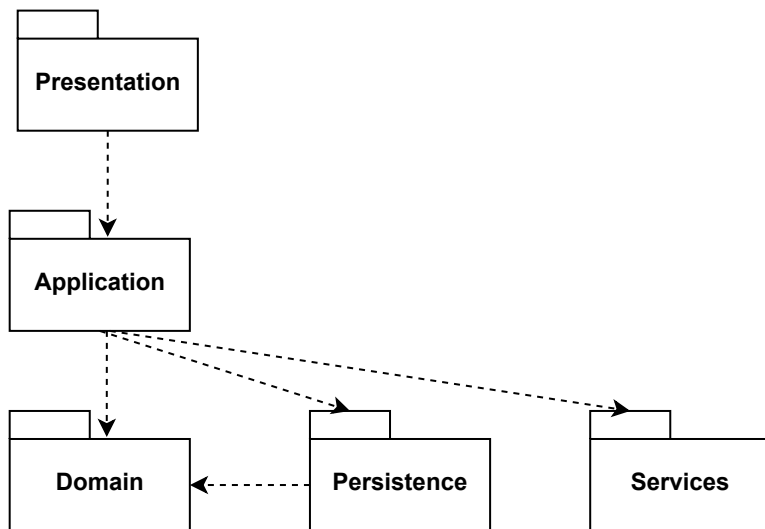 Presentation
Application
Domain
Persistence
Services